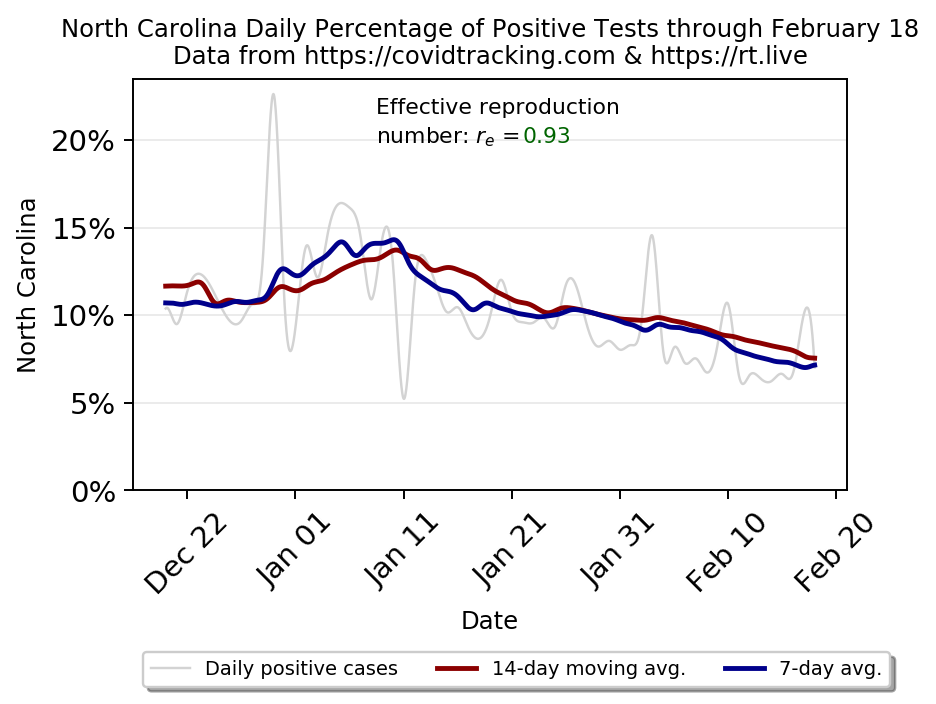 North Carolina Daily Percentage of Positive Tests through February 18
Data from https://covidtracking.com & https://rt.live
Effective reproduction
number: rₑ = 0.93
20%
15%
10%
5%
0%
North Carolina
Dec 22
Jan 01
Jan 11
Jan 21
Jan 31
Feb 10
Feb 20
Date
Daily positive cases
14-day moving avg.
7-day avg.